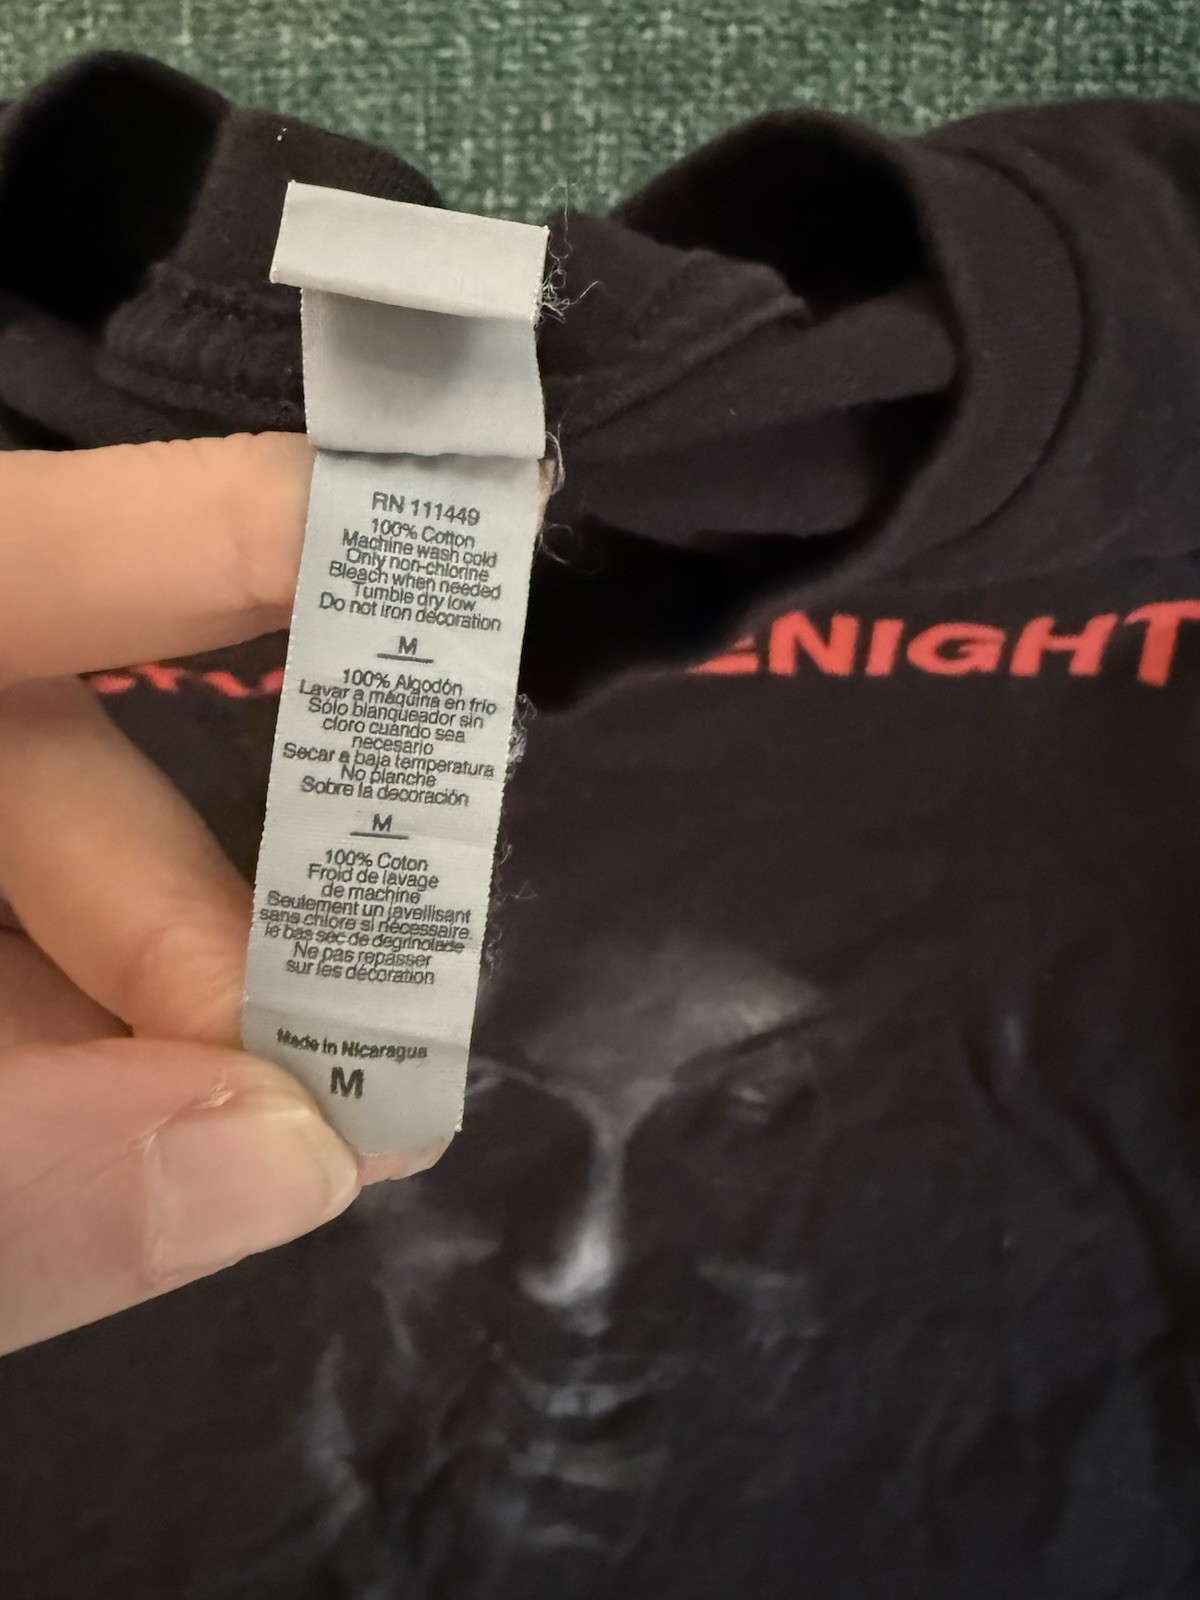 RN 111449
100% Cotton
Machine wash cold
Only non-chlorine
Bleach when needed
Tumble dry low
Do not iron decoration
M
100% Algodón
Lavar a máquina en frío
Sólo blanqueador sin
cloro cuando sea
necesario
Secar a baja temperatura
No planche
Sobre la decoración
M
100% Coton
Froid de lavage
de machine
Seulement un javellisant
sans chlore si nécessaire.
le bas sec de degrinolade
Ne pas repasser
sur les décoration
Made in Nicaragua
M
ENIGHT